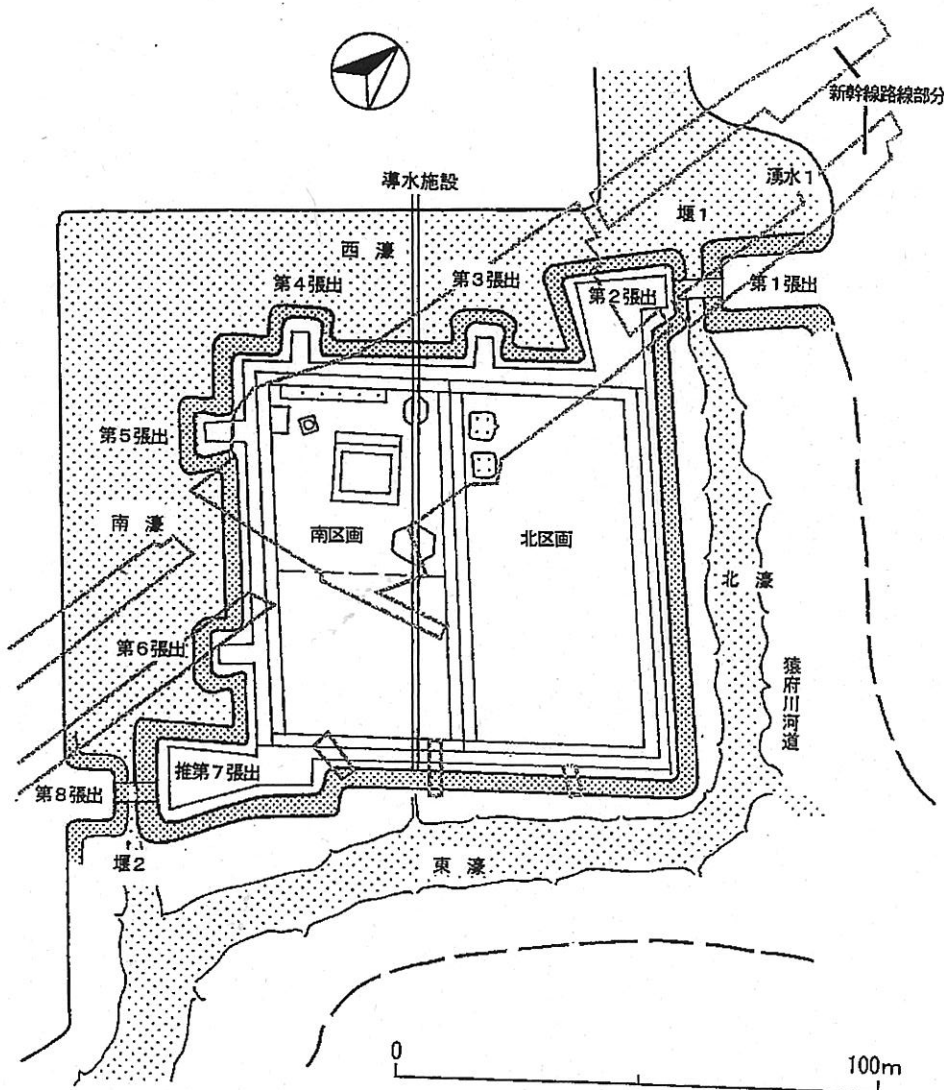 新幹線路線部分
導水施設
湧水1
堰1
西濠
第4張出
第3張出
第2張出
第1張出
第5張出
南濠
南区画
北区画
北濠
第6張出
猿府川河道
推第7張出
第8張出
堰2
東濠
0
100m